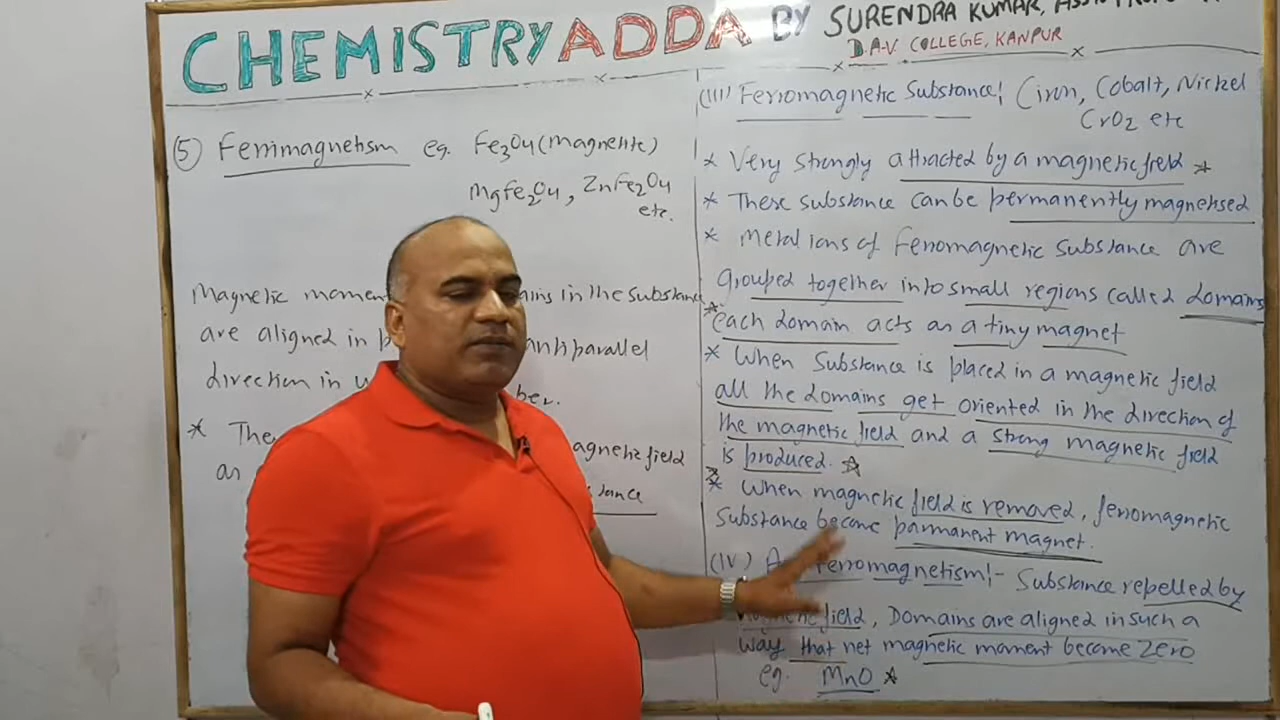 CHEMISTRY ADDA BY SURENDRA KUMAR,
D.A-V COLLEGE, KANPUR
(5) Ferrimagnetism eg. Fe3O4 (magnetite)
MgFe2O4, ZnFe2O4
etc.
Magnetic ains in the substance
are aligned in antiparallel
direction in ber.
* The agnetic field
as tance
(III) Ferromagnetic Substance! (iron, Cobalt, Nickel
CrO2 etc
* Very strongly attracted by a magnetic field *
* These substance can be permanently magnetised
* Metal ions of Ferromagnetic substance are
grouped together into small regions called domains
* each domain acts as a tiny magnet
* When Substance is placed in a magnetic field
all the domains get oriented in the direction of
the magnetic field and a strong magnetic field
is produced. *
* When magnetic field is removed, ferromagnetic
Substance become parmanent magnet.
(IV) A ferromagnetism!- Substance repelled by
field, Domains are aligned in such a
way that net magnetic moment become zero
eg. MnO *